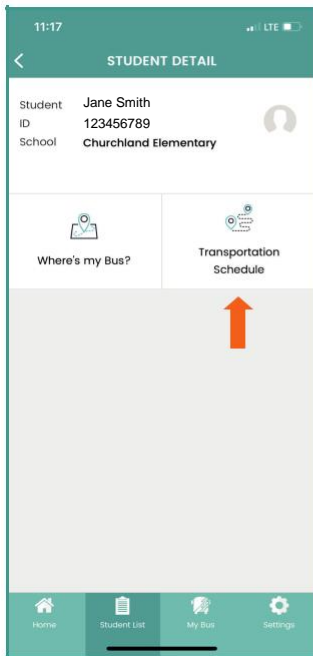 11:17 LTE
STUDENT DETAIL
Student Jane Smith
ID 123456789
School Churchland Elementary
Where's my Bus?
Transportation
Schedule
Home Student List My Bus Settings